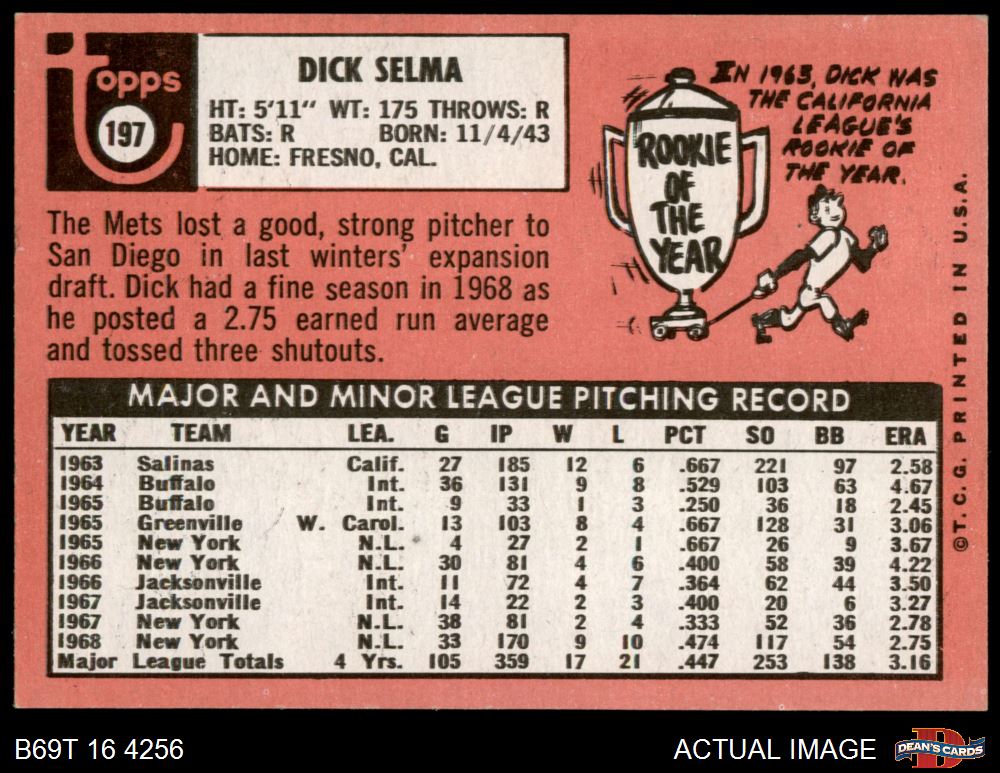 topps
197
DICK SELMA
HT: 5'11" WT: 175 THROWS: R
BATS: R BORN: 11/4/43
HOME: FRESNO, CAL.
The Mets lost a good, strong pitcher to
San Diego in last winters' expansion
draft. Dick had a fine season in 1968 as
he posted a 2.75 earned run average
and tossed three shutouts.
IN 1963, DICK WAS
THE CALIFORNIA
LEAGUE'S
ROOKIE OF
THE YEAR.
ROOKIE
OF
THE
YEAR
MAJOR AND MINOR LEAGUE PITCHING RECORD
YEAR TEAM LEA. G IP W L PCT SO BB ERA
1963 Salinas Calif. 27 185 12 6 .667 221 97 2.58
1964 Buffalo Int. 36 131 9 8 .529 103 63 4.67
1965 Buffalo Int. 9 33 1 3 .250 36 18 2.45
1965 Greenville W. Carol. 13 103 8 4 .667 128 31 3.06
1965 New York N.L. 4 27 2 1 .667 26 9 3.67
1966 New York N.L. 30 81 4 6 .400 58 39 4.22
1966 Jacksonville Int. 11 72 4 7 .364 62 44 3.50
1967 Jacksonville Int. 14 22 2 3 .400 20 6 3.27
1967 New York N.L. 38 81 2 4 .333 52 36 2.78
1968 New York N.L. 33 170 9 10 .474 117 54 2.75
Major League Totals 4 Yrs. 105 359 17 21 .447 253 138 3.16
©T.C.G. PRINTED IN U.S.A.
B69T 16 4256
ACTUAL IMAGE
DEAN'S CARDS